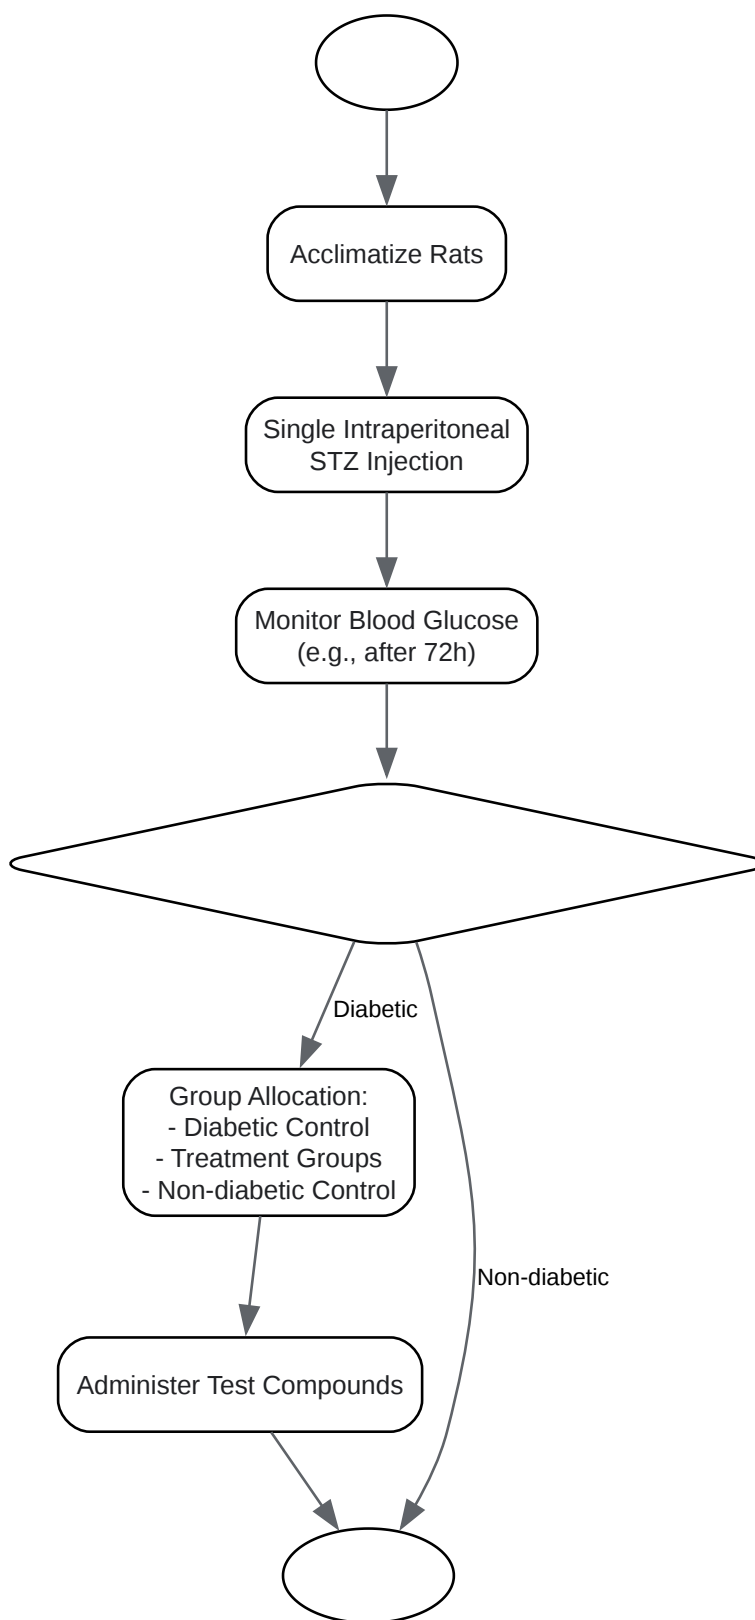 Acclimatize Rats
Single Intraperitoneal
STZ Injection
Monitor Blood Glucose
(e.g., after 72h)
Diabetic
Group Allocation:
- Diabetic Control
- Treatment Groups
- Non-diabetic Control
Non-diabetic
Administer Test Compounds